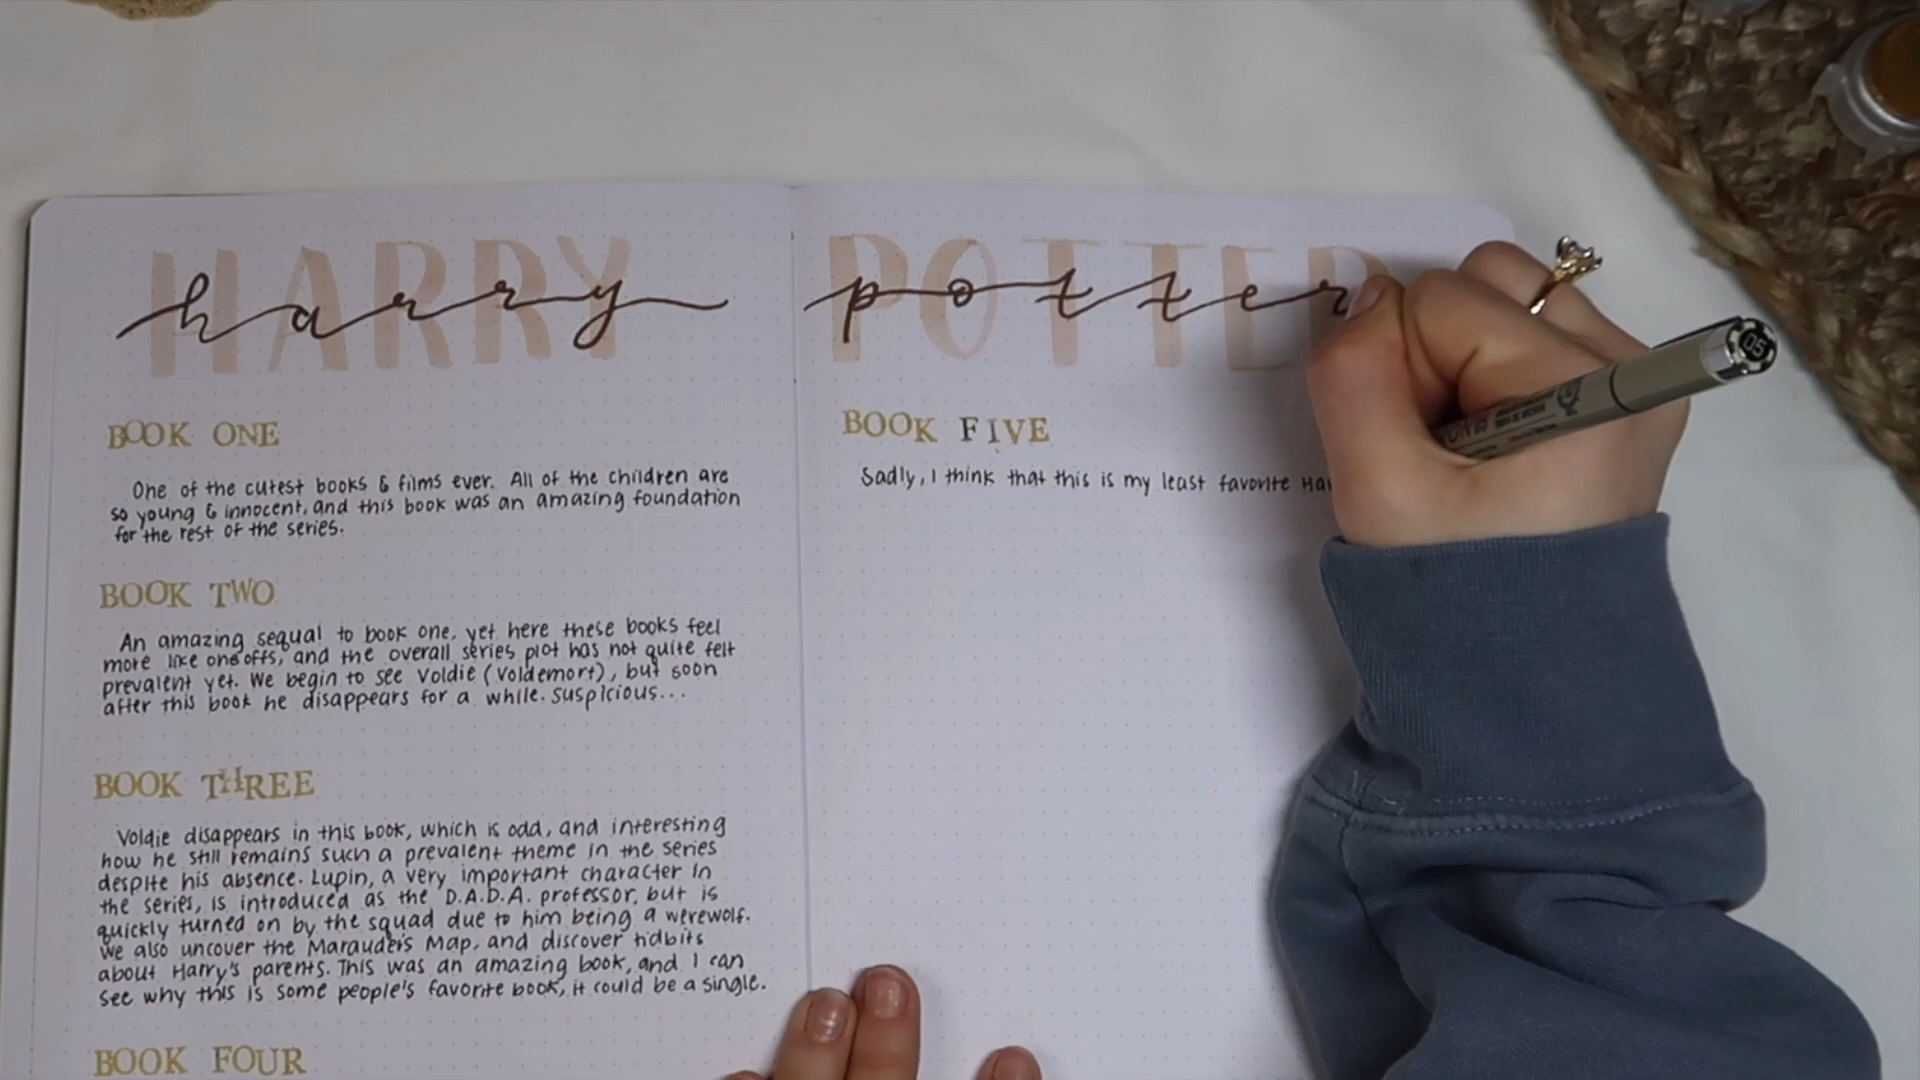 HARRY
harry
BOOK ONE
One of the cutest books & films ever. All of the children are
so young & innocent, and this book was an amazing foundation
for the rest of the series.
BOOK TWO
An amazing sequal to book one, yet here these books feel
more like one offs, and the overall series plot has not quite felt
prevalent yet. We begin to see Voldie (Voldemort), but soon
after this book he disappears for a while. suspicious...
BOOK THREE
Voldie disappears in this book, which is odd, and interesting
how he still remains such a prevalent theme in the series
despite his absence. Lupin, a very important character in
the series, is introduced as the D.A.D.A. professor, but is
quickly turned on by the squad due to him being a werewolf.
We also uncover the Marauders Map, and discover tidbits
about Harry's parents. This was an amazing book, and I can
see why this is some people's favorite book, it could be a single.
BOOK FOUR
POTTER
potter
BOOK FIVE
Sadly, I think that this is my least favorite Har
05